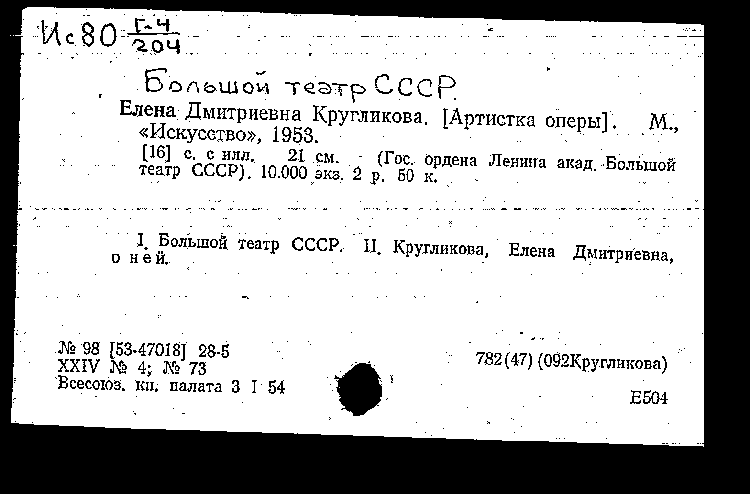 Ис80 Г-4
204
Большой театр СССР.
Елена Дмитриевна Кругликова. [Артистка оперы]. М.,
«Искусство», 1953.
[16] с. с илл. 21 см. (Гос. ордена Ленина акад. Большой
театр СССР). 10.000 экз. 2 р. 50 к.
I. Большой театр СССР. II. Кругликова, Елена Дмитриевна,
о ней.
№ 98 [53-47018] 28-5
XXIV № 4; № 73
Всесоюз. кн. палата 3 I 54
782(47)(092Кругликова)
Е504